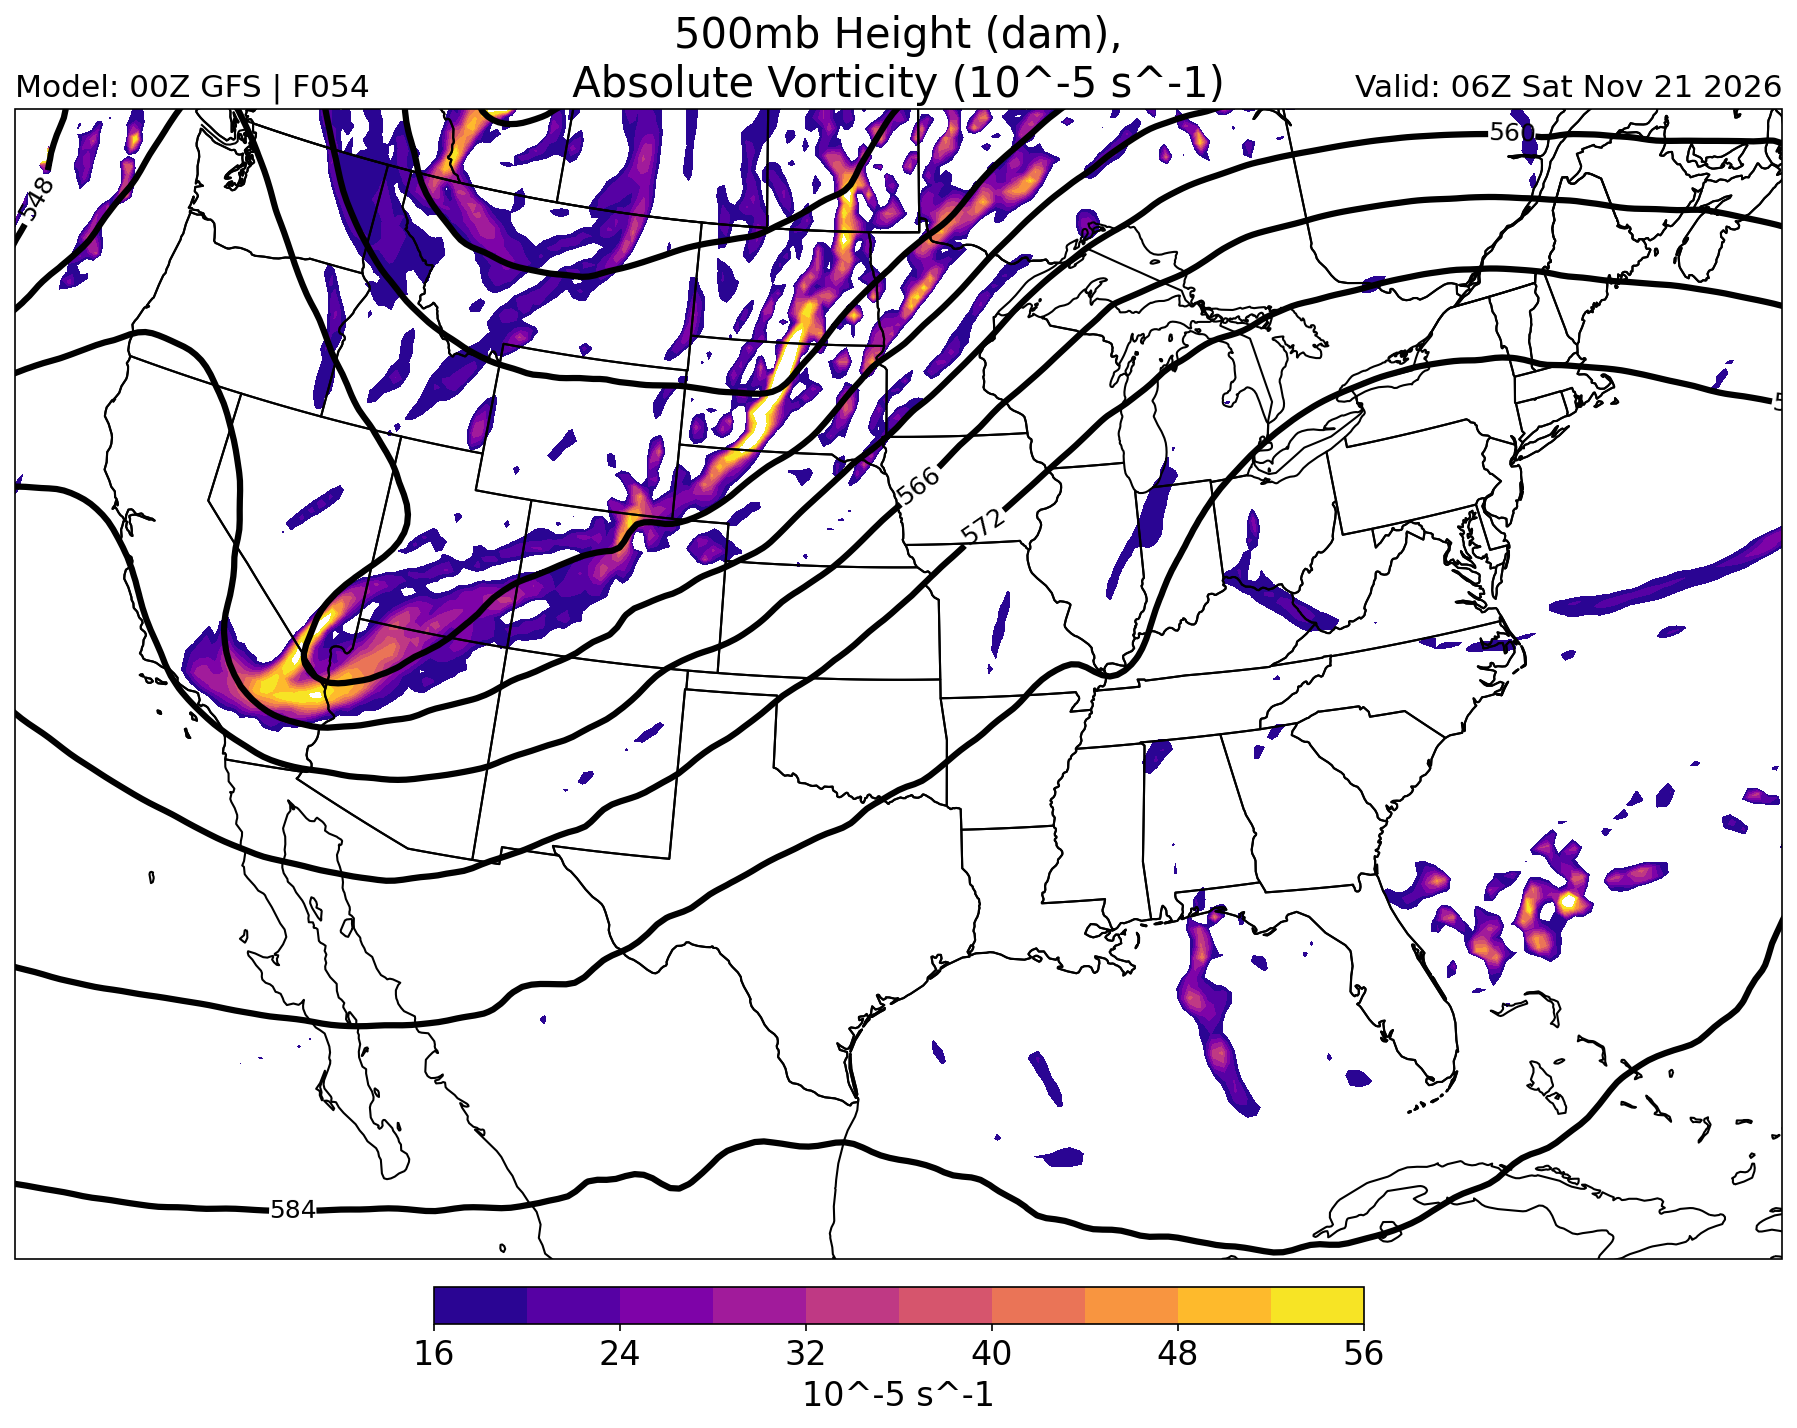 500mb Height (dam),
Model: 00Z GFS | F054
Absolute Vorticity (10^-5 s^-1)
Valid: 06Z Sat Nov 21 2026
560
548
566
572
584
16 24 32 40 48 56
10^-5 s^-1